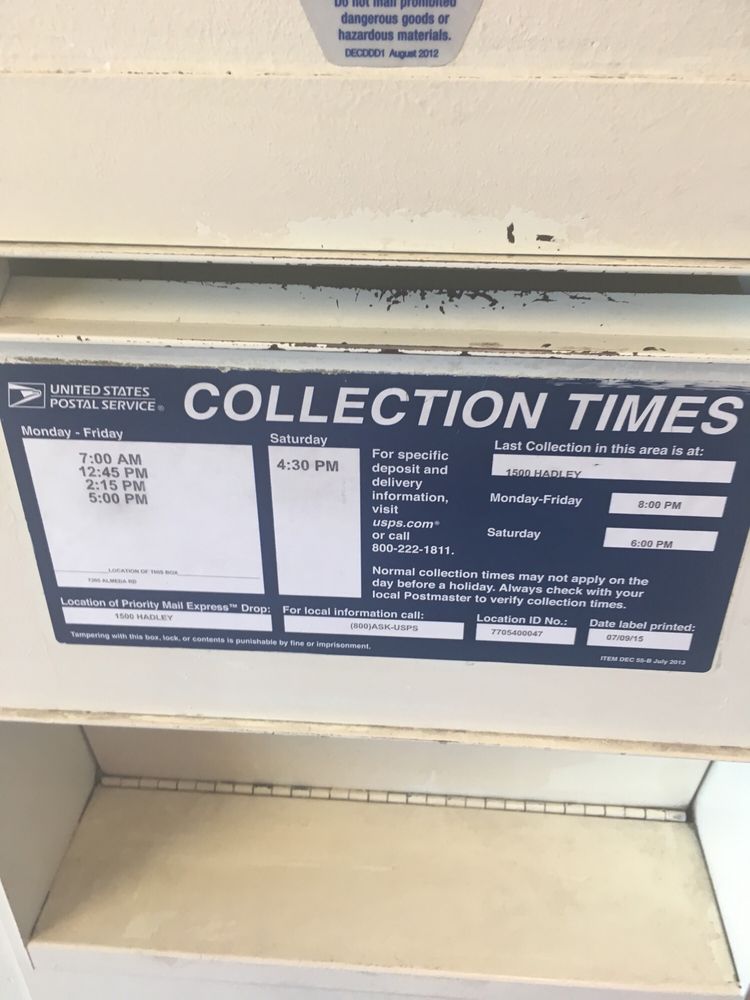 Do not mail prohibited
dangerous goods or
hazardous materials.
DECDDD1 August 2012
UNITED STATES
POSTAL SERVICE®
COLLECTION TIMES
Monday - Friday
7:00 AM
12:45 PM
2:15 PM
5:00 PM
LOCATION OF THIS BOX
7205 ALMEDA RD
Saturday
4:30 PM
For specific
deposit and
delivery
information,
visit
usps.com®
or call
800-222-1811.
Last Collection in this area is at:
1500 HADLEY
Monday-Friday
8:00 PM
Saturday
6:00 PM
Normal collection times may not apply on the
day before a holiday. Always check with your
local Postmaster to verify collection times.
Location of Priority Mail Express™ Drop:
1500 HADLEY
For local information call:
(800)ASK-USPS
Location ID No.:
7705400047
Date label printed:
07/09/15
Tampering with this box, lock, or contents is punishable by fine or imprisonment.
ITEM DEC 55-B July 2013